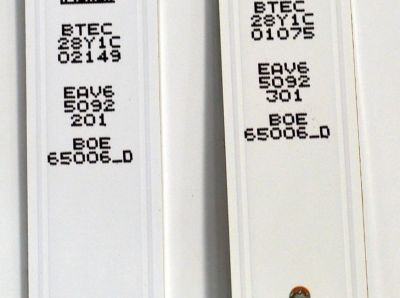 BTEC
28Y1C
02149
EAV6
5092
201
BOE
65006_D
BTEC
28Y1C
01075
EAV6
5092
301
BOE
65006_D